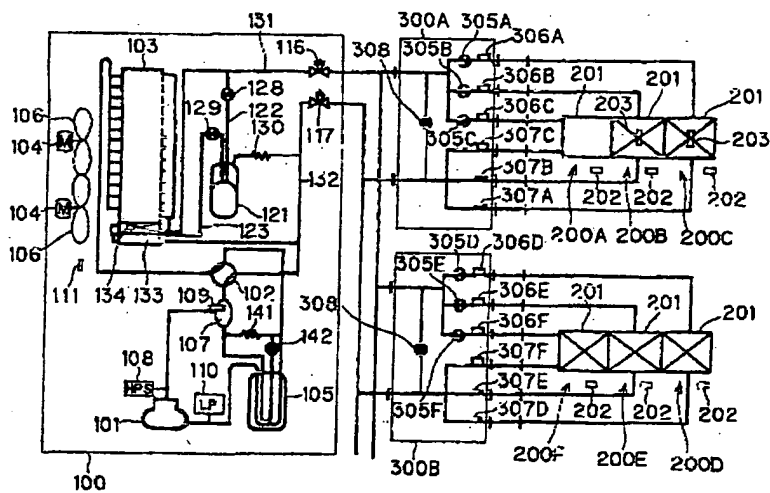 131
116
300A
305A
103
308
305B
306A
128
306B
201
129
122
306C
203
201
201
106
130
117
305C
307C
203
104
307B
132
202
202
202
121
307A
104
123
200A
200B
200C
106
305D
306D
111
134
133
102
305E
201
109
306E
201
201
141
308
306F
107
142
307F
108
110
307E
HPS
LP
105
305F
307D
202
202
202
101
200F
200E
200D
300B
100
M
M